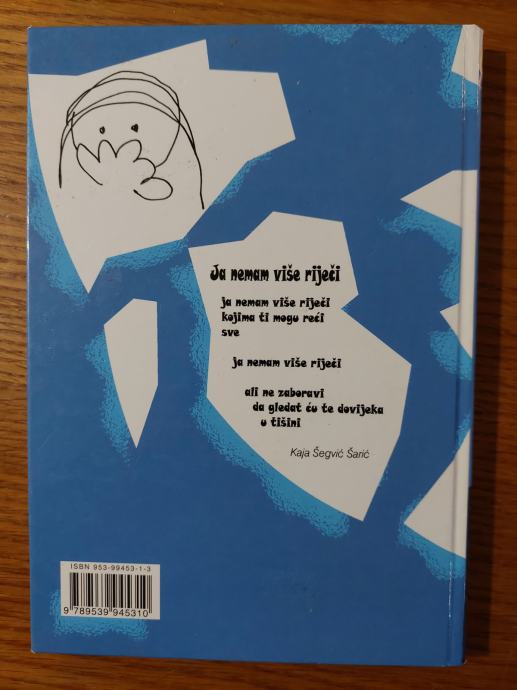 Ja nemam više riječi
ja nemam više riječi
kojima ti mogu reći
sve
ja nemam više riječi
ali ne zaboravi
da gledat ću te dovijeka
u tišini
Kaja Šegvić Šarić
ISBN 953-99453-1-3
9 789539 945310